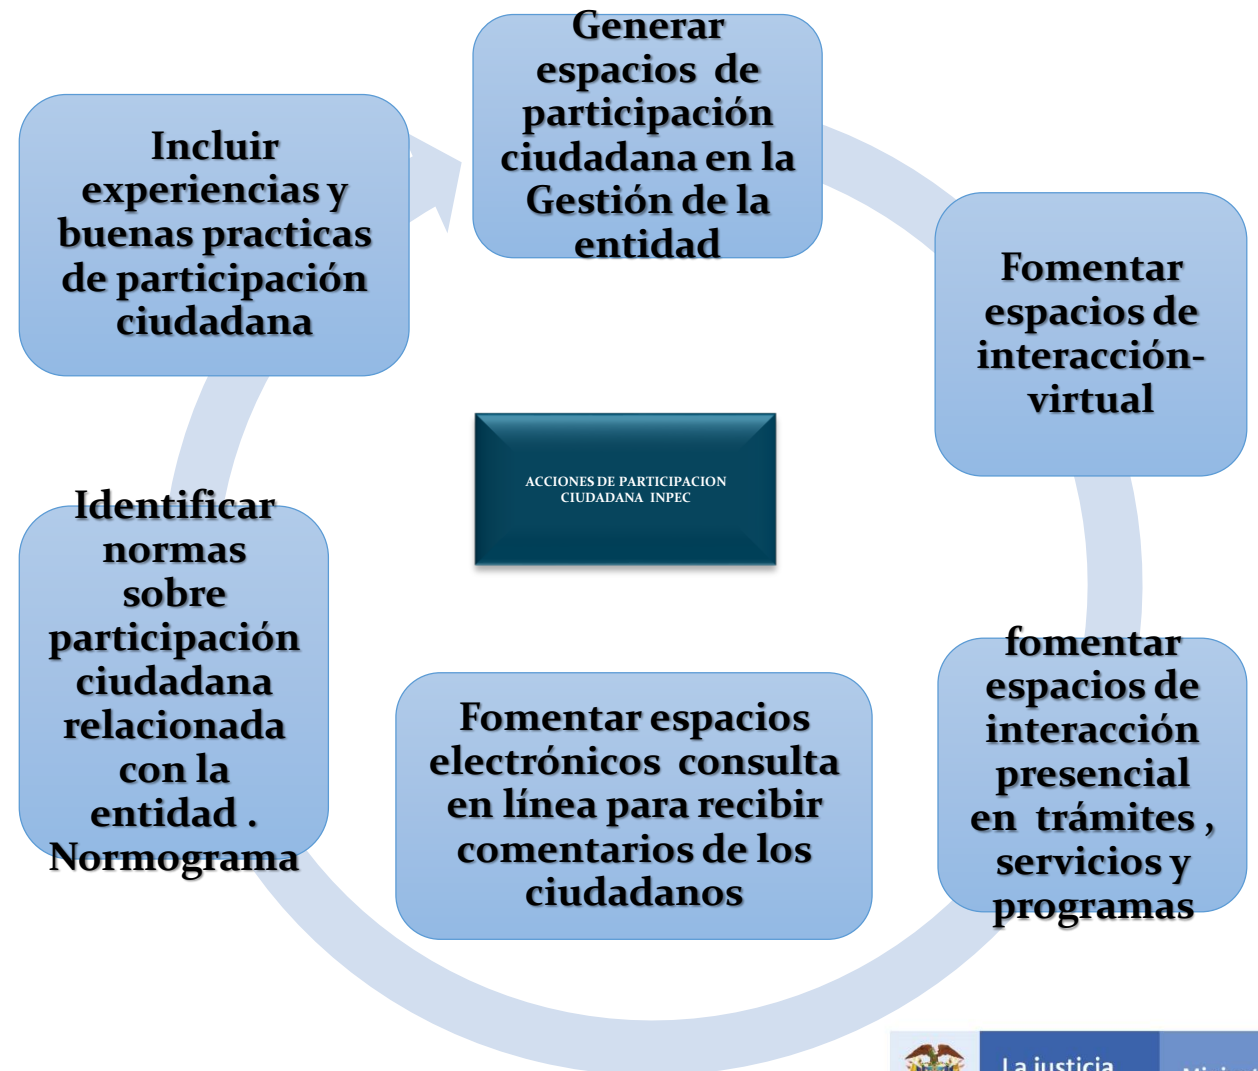 Generar
espacios de
participación
ciudadana en la
Gestión de la
entidad
Fomentar
espacios de
interacción-
virtual
fomentar
espacios de
interacción
presencial
en trámites ,
servicios y
programas
Fomentar espacios
electrónicos consulta
en línea para recibir
comentarios de los
ciudadanos
Identificar
normas
sobre
participación
ciudadana
relacionada
con la
entidad .
Normograma
Incluir
experiencias y
buenas practicas
de participación
ciudadana
ACCIONES DE PARTICIPACION
CIUDADANA INPEC
La justicia